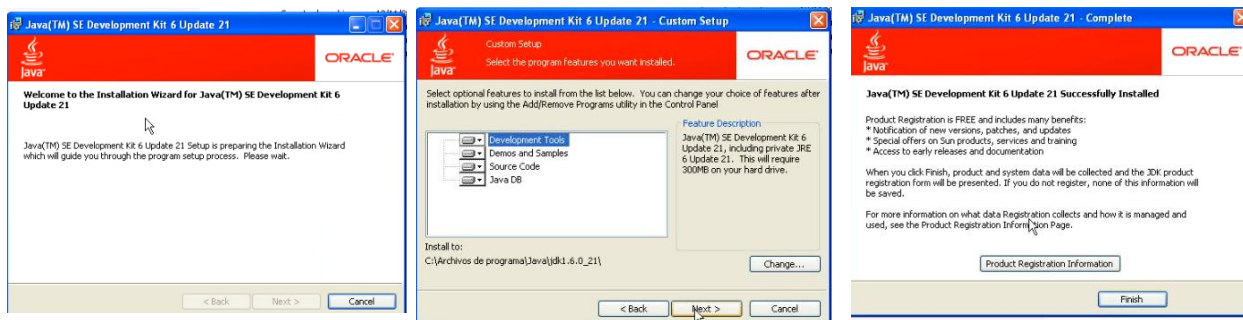 Java(TM) SE Development Kit 6 Update 21
Java
ORACLE
Welcome to the Installation Wizard for Java(TM) SE Development Kit 6
Update 21
Java(TM) SE Development Kit 6 Update 21 Setup is preparing the Installation Wizard
which will guide you through the program setup process. Please wait.
< Back
Next >
Cancel
Java(TM) SE Development Kit 6 Update 21 - Custom Setup
Custom Setup
Select the program features you want installed.
Java
ORACLE
Select optional features to install from the list below. You can change your choice of features after
installation by using the Add/Remove Programs utility in the Control Panel
Development Tools
Demos and Samples
Source Code
Java DB
Feature Description
Java(TM) SE Development Kit 6
Update 21, including private JRE
6 Update 21. This will require
300MB on your hard drive.
Install to:
C:\Archivos de programa\Java\jdk1.6.0_21\
Change...
< Back
Next >
Cancel
Java(TM) SE Development Kit 6 Update 21 - Complete
Java
ORACLE
Java(TM) SE Development Kit 6 Update 21 Successfully Installed
Product Registration is FREE and includes many benefits:
* Notification of new versions, patches, and updates
* Special offers on Sun products, services and training
* Access to early releases and documentation
When you click Finish, product and system data will be collected and the JDK product
registration form will be presented. If you do not register, none of this information will
be saved.
For more information on what data Registration collects and how it is managed and
used, see the Product Registration Information Page.
Product Registration Information
Finish